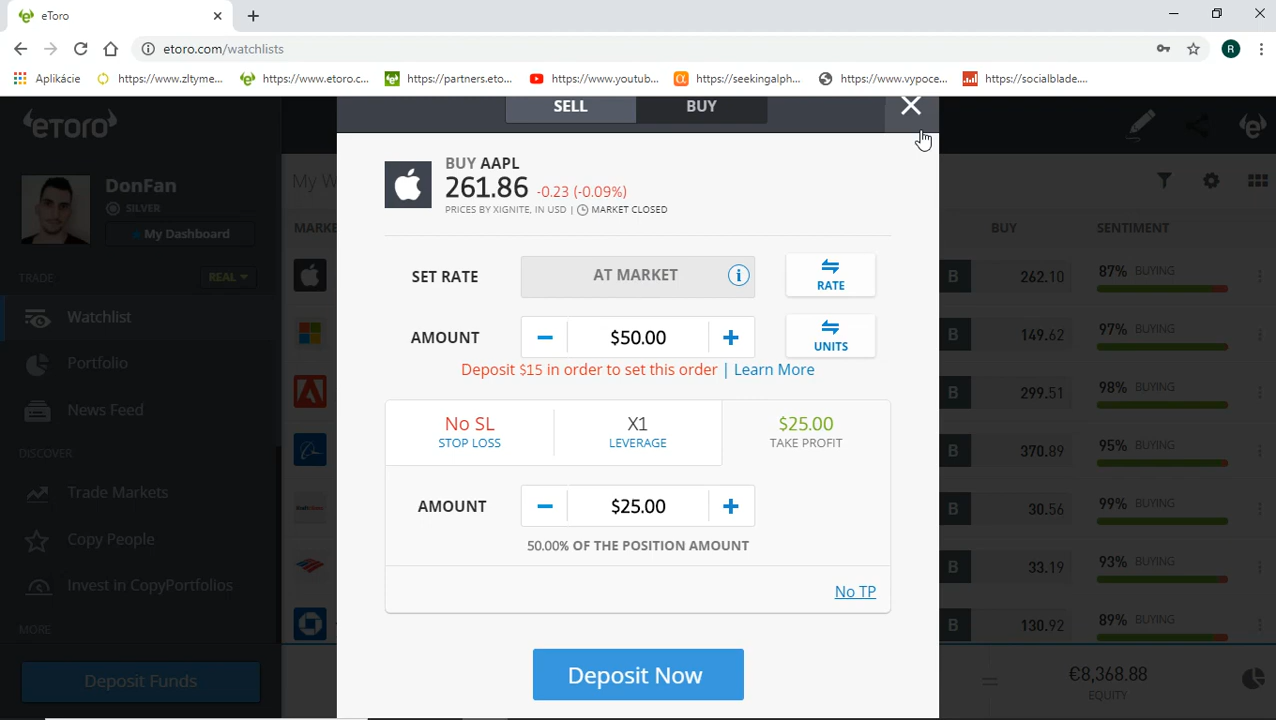 eToro
etoro.com/watchlists
R
Aplikácie
https://www.zltyme...
https://www.etoro.c...
https://partners.eto...
https://www.youtub...
https://seekingalph...
https://www.vypoce...
https://socialblade....
SELL
BUY
eToro
DonFan
SILVER
My Dashboard
TRADE
REAL
Watchlist
Portfolio
News Feed
DISCOVER
Trade Markets
Copy People
Invest in CopyPortfolios
MORE
Deposit Funds
My W
MARKE
BUY AAPL
261.86 -0.23 (-0.09%)
PRICES BY XIGNITE, IN USD | MARKET CLOSED
SET RATE
AT MARKET
RATE
AMOUNT
$50.00
UNITS
Deposit $15 in order to set this order | Learn More
No SL
STOP LOSS
X1
LEVERAGE
$25.00
TAKE PROFIT
AMOUNT
$25.00
50.00% OF THE POSITION AMOUNT
No TP
Deposit Now
BUY
SENTIMENT
B 262.10 87% BUYING
B 149.62 97% BUYING
B 299.51 98% BUYING
B 370.89 95% BUYING
B 30.56 99% BUYING
B 33.19 93% BUYING
B 130.92 89% BUYING
= €8,368.88
EQUITY